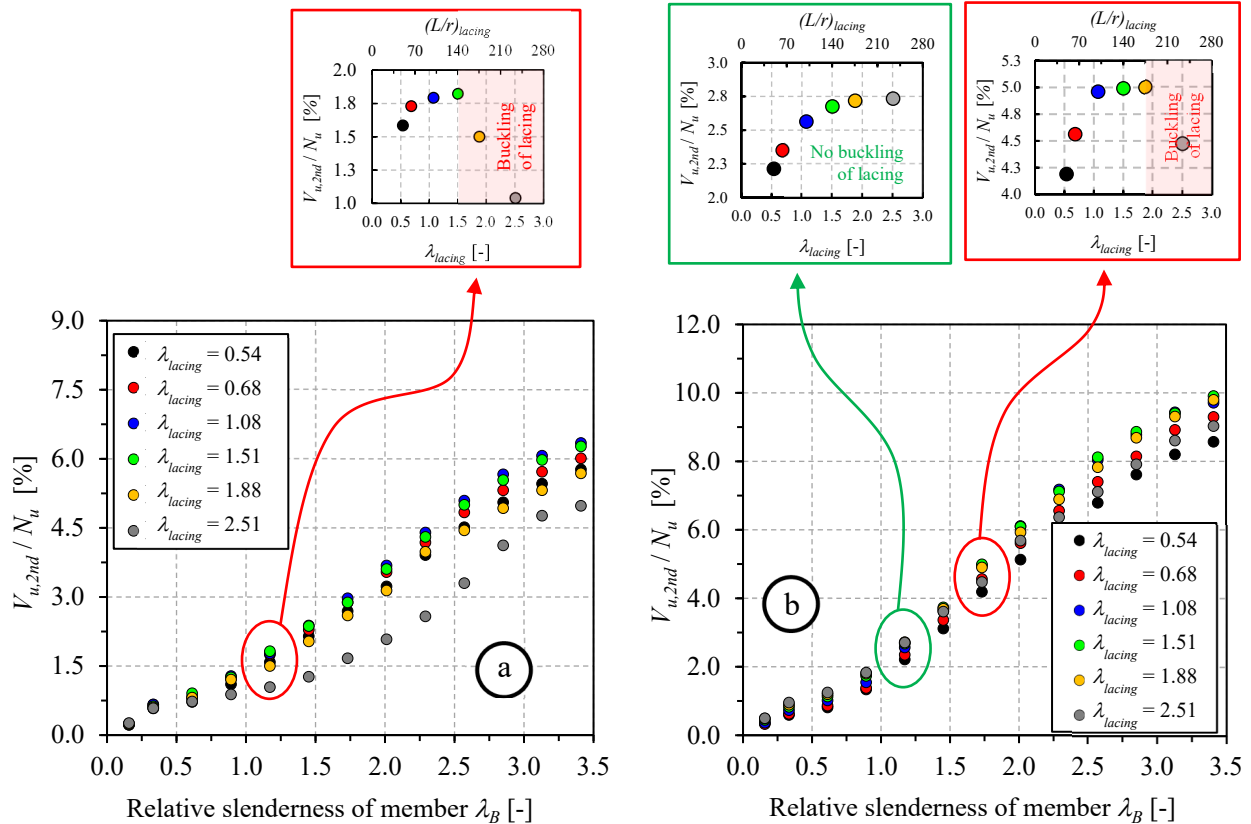 (L/r)lacing
0 70 140 210 280
2.0
1.8
1.5
1.3
1.0
Vu,2nd / Nu [%]
Buckling
of lacing
0.0 0.5 1.0 1.5 2.0 2.5 3.0
λlacing [-]
(L/r)lacing
0 70 140 210 280
3.0
2.8
2.5
2.3
2.0
Vu,2nd / Nu [%]
No buckling
of lacing
0.0 0.5 1.0 1.5 2.0 2.5 3.0
λlacing [-]
(L/r)lacing
0 70 140 210 280
5.3
5.0
4.8
4.5
4.3
4.0
Vu,2nd / Nu [%]
Buckling
of lacing
0.0 0.5 1.0 1.5 2.0 2.5 3.0
λlacing [-]
9.0
7.5
6.0
4.5
3.0
1.5
0.0
Vu,2nd / Nu [%]
λlacing = 0.54
λlacing = 0.68
λlacing = 1.08
λlacing = 1.51
λlacing = 1.88
λlacing = 2.51
a
0.0 0.5 1.0 1.5 2.0 2.5 3.0 3.5
Relative slenderness of member λB [-]
12.0
10.0
8.0
6.0
4.0
2.0
0.0
Vu,2nd / Nu [%]
b
λlacing = 0.54
λlacing = 0.68
λlacing = 1.08
λlacing = 1.51
λlacing = 1.88
λlacing = 2.51
0.0 0.5 1.0 1.5 2.0 2.5 3.0 3.5
Relative slenderness of member λB [-]